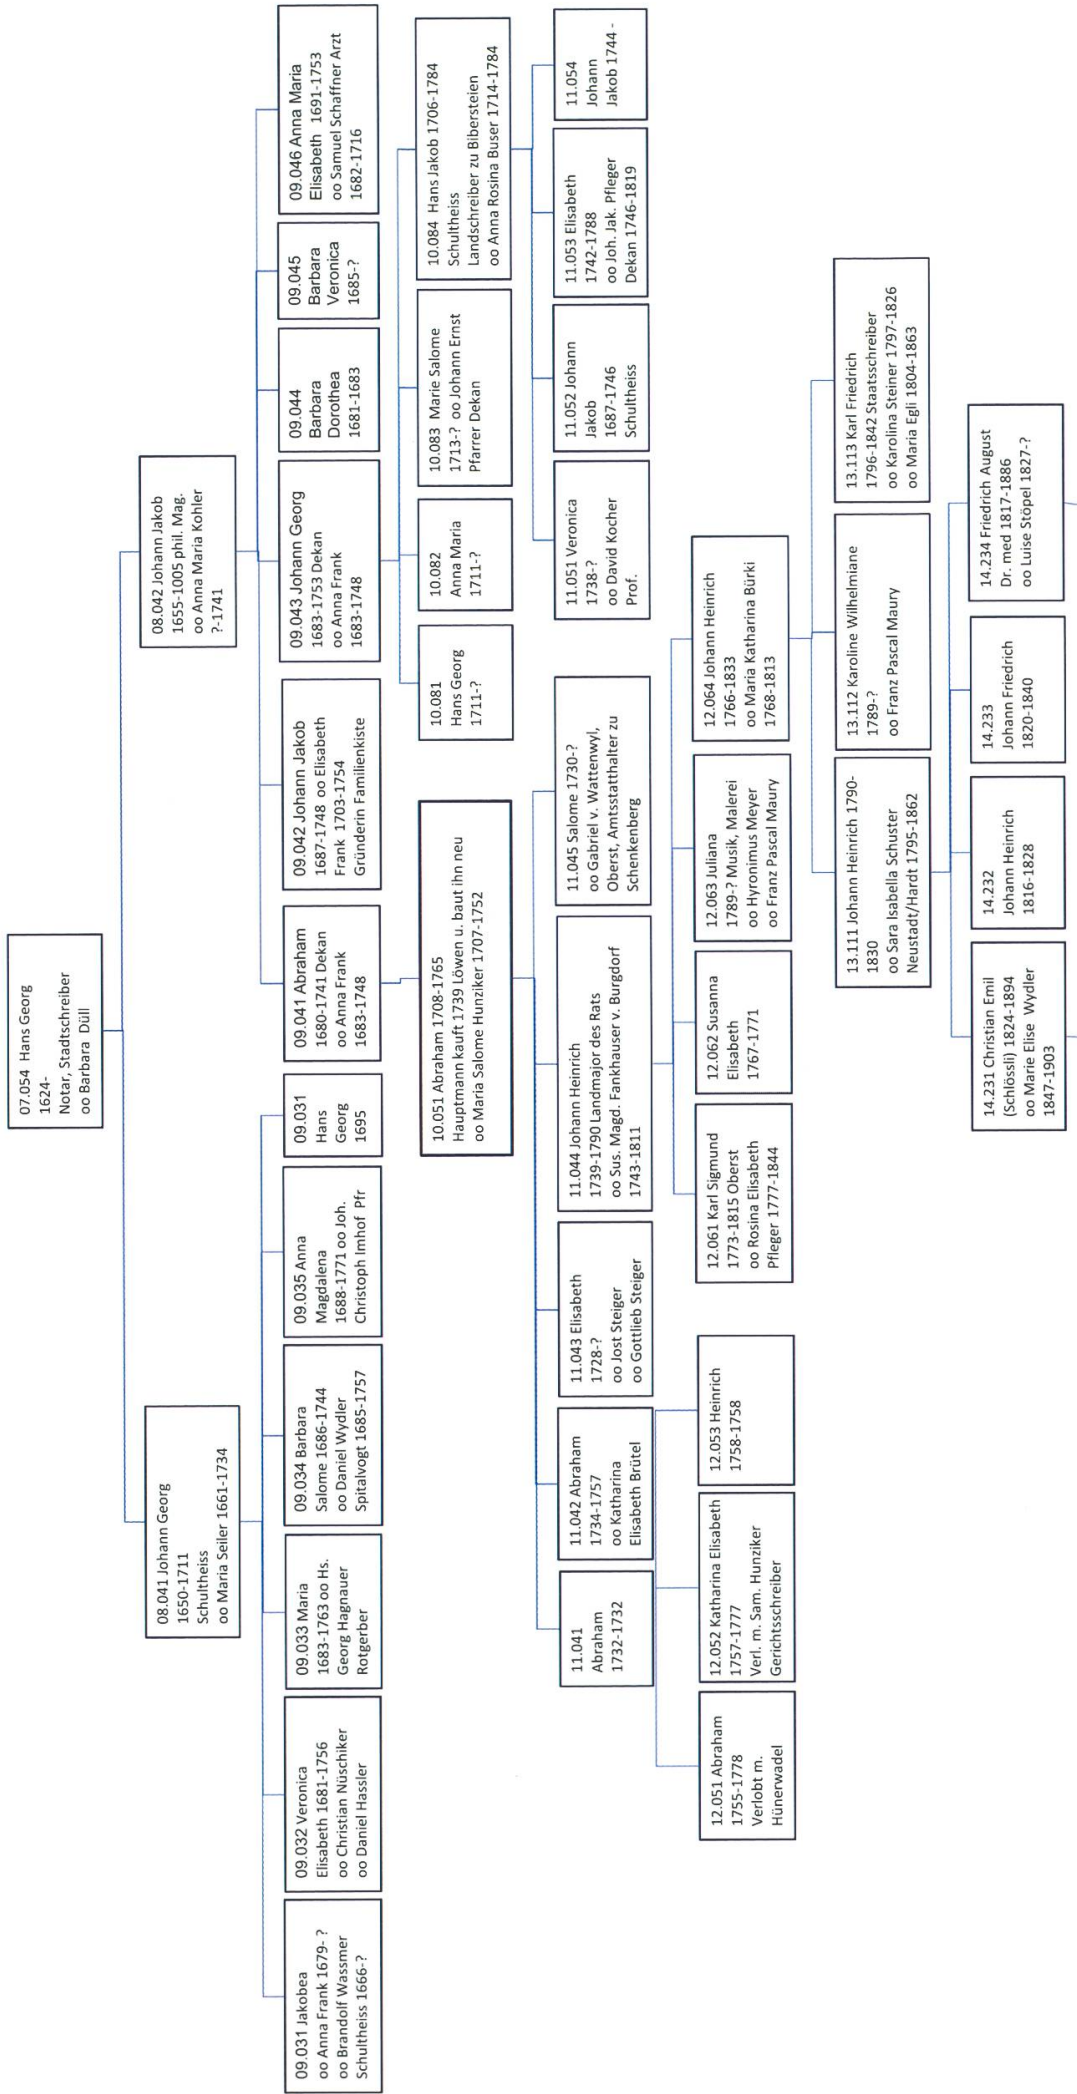 07.054 Hans Georg
1624-
Notar, Stadtschreiber
oo Barbara Düll
08.041 Johann Georg
1650-1711
Schultheiss
oo Maria Seiler 1661-1734
08.042 Johann Jakob
1655-1005 phil. Mag.
oo Anna Maria Kohler
?-1741
09.031 Jakobea
oo Anna Frank 1679- ?
oo Brandolf Wassmer
Schultheiss 1666-?
09.032 Veronica
Elisabeth 1681-1756
oo Christian Nüschiker
oo Daniel Hassler
09.033 Maria
1683-1763 oo Hs.
Georg Hagnauer
Rotgerber
09.034 Barbara
Salome 1686-1744
oo Daniel Wydler
Spitalvogt 1685-1757
09.035 Anna
Magdalena
1688-1771 oo Joh.
Christoph Imhof Pfr
09.031
Hans
Georg
1695
09.041 Abraham
1680-1741 Dekan
oo Anna Frank
1683-1748
09.042 Johann Jakob
1687-1748 oo Elisabeth
Frank 1703-1754
Gründerin Familienkiste
09.043 Johann Georg
1683-1753 Dekan
oo Anna Frank
1683-1748
09.044
Barbara
Dorothea
1681-1683
09.045
Barbara
Veronica
1685-?
09.046 Anna Maria
Elisabeth 1691-1753
oo Samuel Schaffner Arzt
1682-1716
10.051 Abraham 1708-1765
Hauptmann kauft 1739 Löwen u. baut ihn neu
oo Maria Salome Hunziker 1707-1752
10.081
Hans Georg
1711-?
10.082
Anna Maria
1711-?
10.083 Marie Salome
1713-? oo Johann Ernst
Pfarrer Dekan
10.084 Hans Jakob 1706-1784
Schultheiss
Landschreiber zu Bibersteien
oo Anna Rosina Buser 1714-1784
11.041
Abraham
1732-1732
11.042 Abraham
1734-1757
oo Katharina
Elisabeth Brütel
11.043 Elisabeth
1728-?
oo Jost Steiger
oo Gottlieb Steiger
11.044 Johann Heinrich
1739-1790 Landmajor des Rats
oo Sus. Magd. Fankhauser v. Burgdorf
1743-1811
11.045 Salome 1730-?
oo Gabriel v. Wattenwyl,
Oberst, Amtsstatthalter zu
Schenkenberg
11.051 Veronica
1738-?
oo David Kocher
Prof.
11.052 Johann
Jakob
1687-1746
Schultheiss
11.053 Elisabeth
1742-1788
oo Joh. Jak. Pfleger
Dekan 1746-1819
11.054
Johann
Jakob 1744 -
12.051 Abraham
1755-1778
Verlobt m.
Hünerwadel
12.052 Katharina Elisabeth
1757-1777
Verl. m. Sam. Hunziker
Gerichtsschreiber
12.053 Heinrich
1758-1758
12.061 Karl Sigmund
1773-1815 Oberst
oo Rosina Elisabeth
Pfleger 1777-1844
12.062 Susanna
Elisabeth
1767-1771
12.063 Juliana
1789-? Musik, Malerei
oo Hyronimus Meyer
oo Franz Pascal Maury
12.064 Johann Heinrich
1766-1833
oo Maria Katharina Bürki
1768-1813
13.111 Johann Heinrich 1790-
1830
oo Sara Isabella Schuster
Neustadt/Hardt 1795-1862
13.112 Karoline Wilhelmiane
1789-?
oo Franz Pascal Maury
13.113 Karl Friedrich
1796-1842 Staatsschreiber
oo Karolina Steiner 1797-1826
oo Maria Egli 1804-1863
14.231 Christian Emil
(Schlössli) 1824-1894
oo Marie Elise Wydler
1847-1903
14.232
Johann Heinrich
1816-1828
14.233
Johann Friedrich
1820-1840
14.234 Friedrich August
Dr. med 1817-1886
oo Luise Stöpel 1827-?